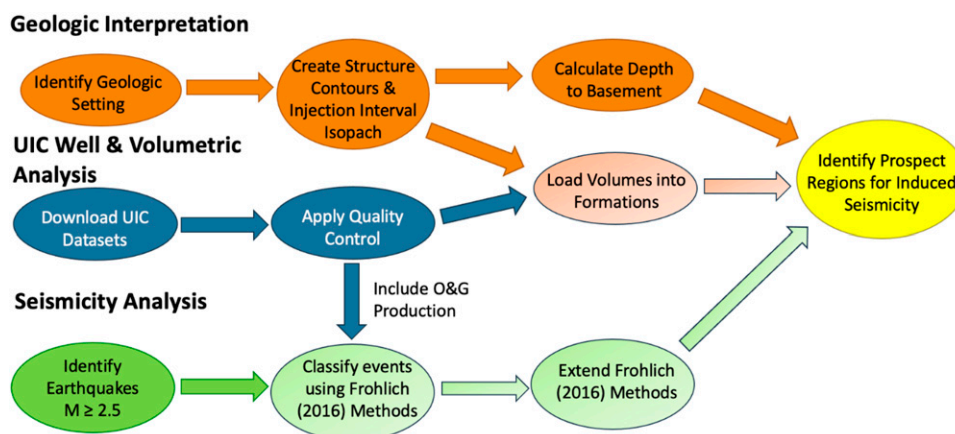 Geologic Interpretation
Identify Geologic
Setting
Create Structure
Contours &
Injection Interval
Isopach
Calculate Depth
to Basement
UIC Well & Volumetric
Analysis
Download UIC
Datasets
Apply Quality
Control
Load Volumes into
Formations
Identify Prospect
Regions for Induced
Seismicity
Include O&G
Production
Seismicity Analysis
Identify
Earthquakes
M ≥ 2.5
Classify events
using Frohlich
(2016) Methods
Extend Frohlich
(2016) Methods